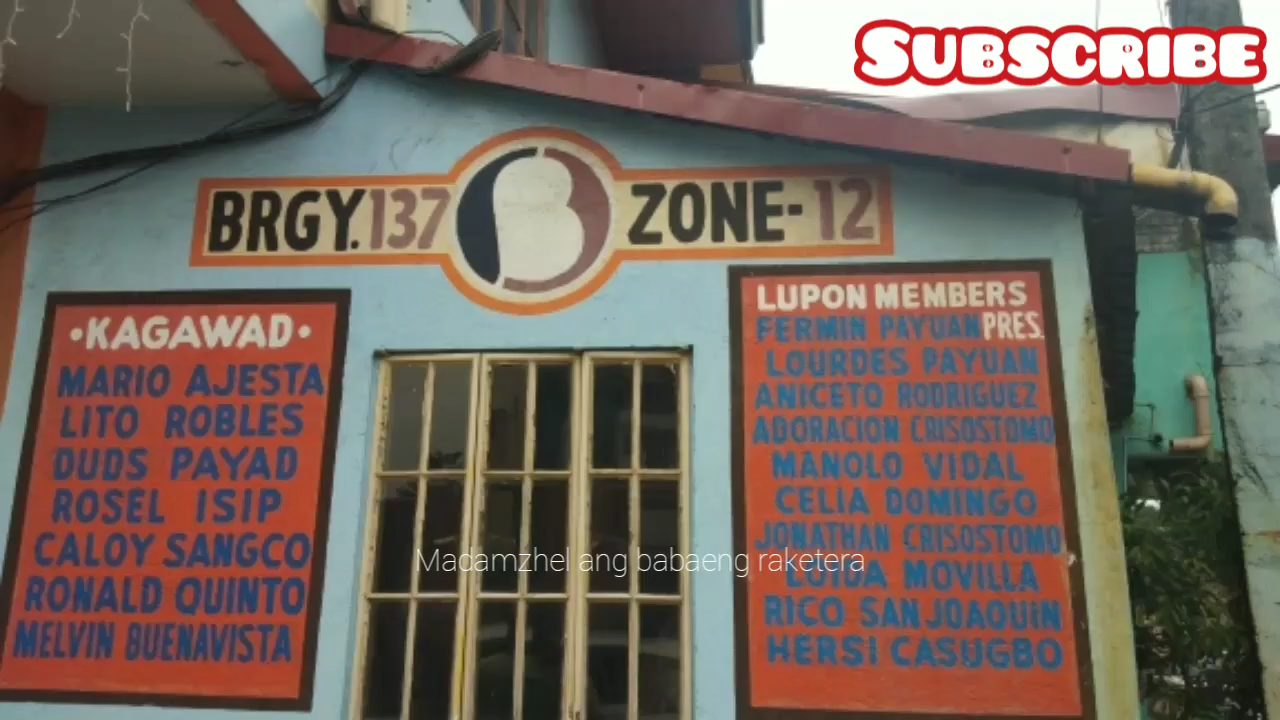 SUBSCRIBE
BRGY.137 B ZONE-12
•KAGAWAD•
MARIO AJESTA
LITO ROBLES
DUDS PAYAD
ROSEL ISIP
CALOY SANGCO
RONALD QUINTO
MELVIN BUENAVISTA
LUPON MEMBERS
FERMIN PAYUAN PRES.
LOURDES PAYUAN
ANICETO RODRIGUEZ
ADORACION CRISOSTOMO
MANOLO VIDAL
CELIA DOMINGO
JONATHAN CRISOSTOMO
LUIDA MOVILLA
RICO SAN JOAQUIN
HERSI CASUGBO
Madamzhel ang babaeng raketera